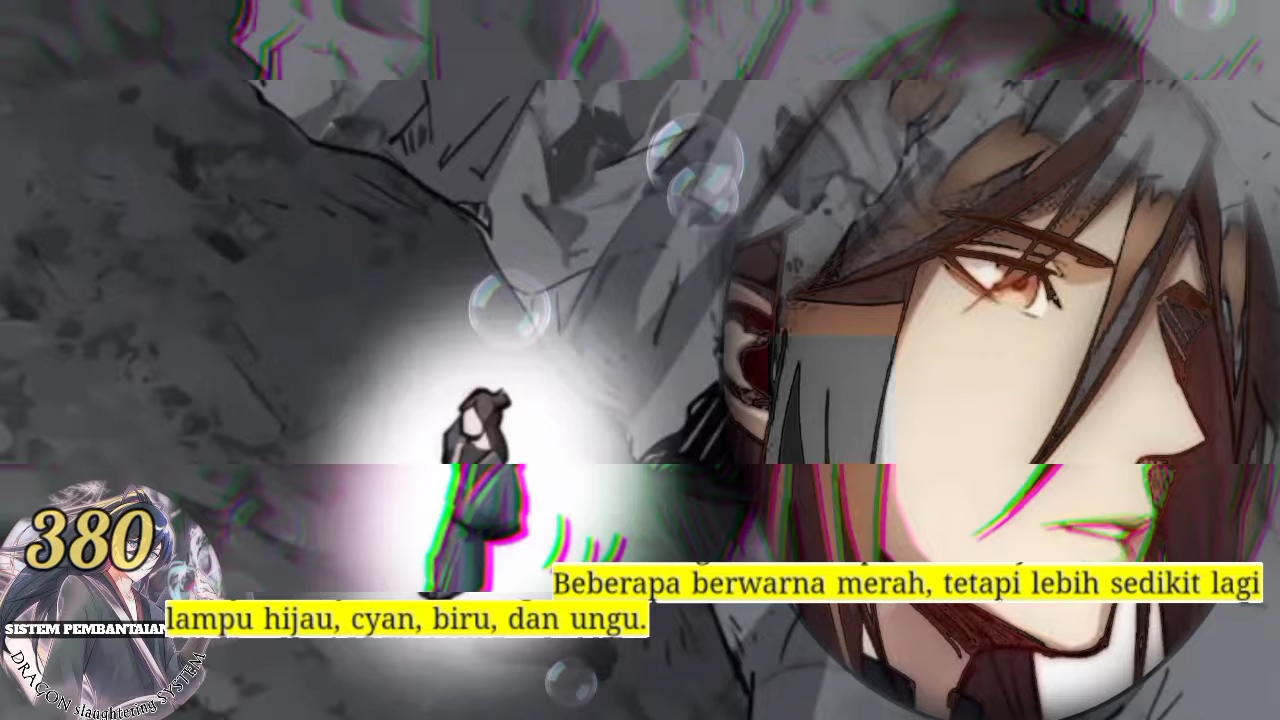 380
SISTEM PEMBANTAIAN
DRAGON slaughtering SYSTEM
Beberapa berwarna merah, tetapi lebih sedikit lagi
lampu hijau, cyan, biru, dan ungu.